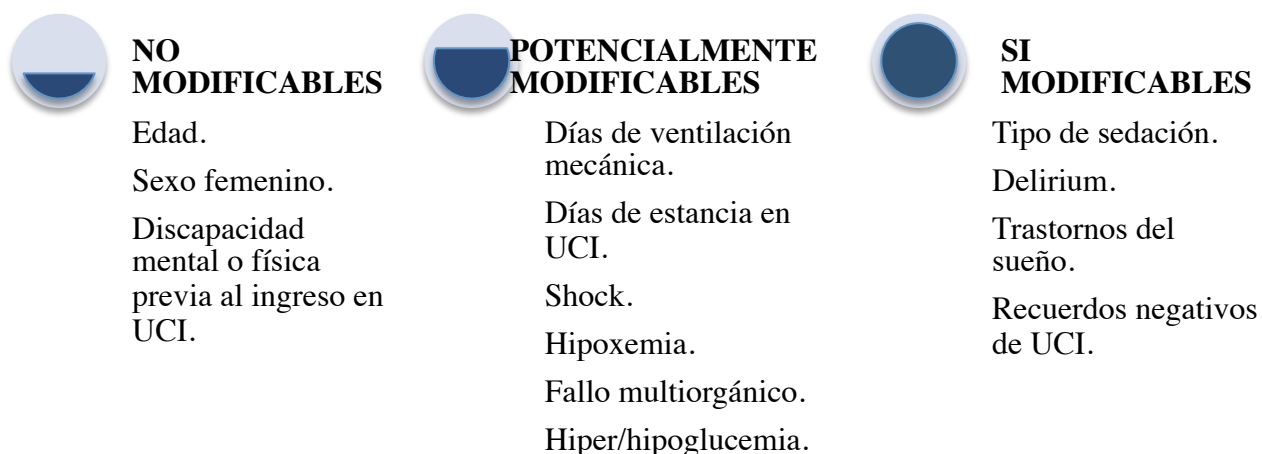 NO
MODIFICABLES
Edad.
Sexo femenino.
Discapacidad
mental o física
previa al ingreso en
UCI.
POTENCIALMENTE
MODIFICABLES
Días de ventilación
mecánica.
Días de estancia en
UCI.
Shock.
Hipoxemia.
Fallo multiorgánico.
Hiper/hipoglucemia.
SI
MODIFICABLES
Tipo de sedación.
Delirium.
Trastornos del
sueño.
Recuerdos negativos
de UCI.